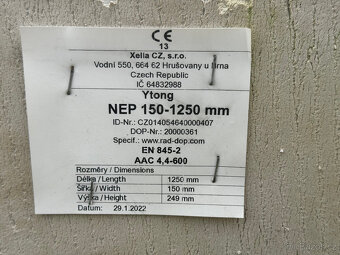 CE
13
Xella CZ, s.r.o.
Vodní 550, 664 62 Hrušovany u Brna
Czech Republic
IČ 64832988
Ytong
NEP 150-1250 mm
ID-Nr.: CZ014054640000407
DOP-Nr.: 20000361
Specif.: www.rad-dop.com
EN 845-2
AAC 4,4-600
Rozměry / Dimensions
Délka / Length 1250 mm
Šířka / Width 150 mm
Výška / Height 249 mm
Datum: 29.1.2022